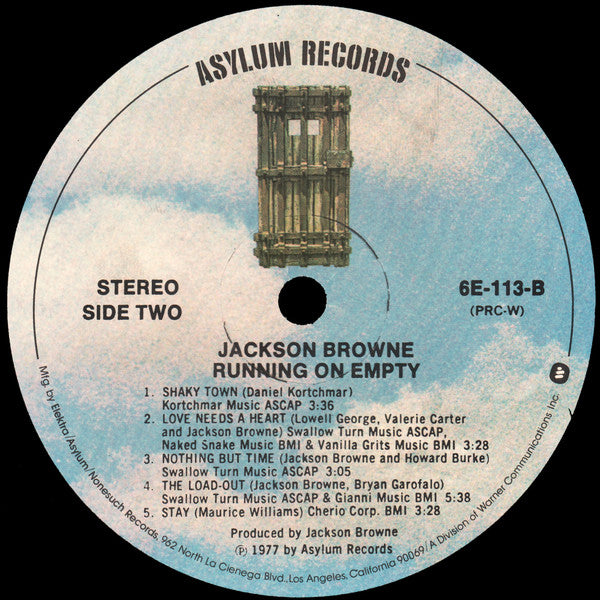 ASYLUM RECORDS
STEREO
SIDE TWO
6E-113-B
(PRC-W)
JACKSON BROWNE
RUNNING ON EMPTY
1. SHAKY TOWN (Daniel Kortchmar)
Kortchmar Music ASCAP 3:36
2. LOVE NEEDS A HEART (Lowell George, Valerie Carter
and Jackson Browne) Swallow Turn Music ASCAP,
Naked Snake Music BMI & Vanilla Grits Music BMI 3:28
3. NOTHING BUT TIME (Jackson Browne and Howard Burke)
Swallow Turn Music ASCAP 3:05
4. THE LOAD-OUT (Jackson Browne, Bryan Garofalo)
Swallow Turn Music ASCAP & Gianni Music BMI 5:38
5. STAY (Maurice Williams) Cherio Corp. BMI 3:28
Produced by Jackson Browne
Ⓟ 1977 by Asylum Records
Mfg. by Elektra/Asylum/Nonesuch Records, 962 North La Cienega Blvd., Los Angeles, California 90069/A Division of Warner Communications Inc.